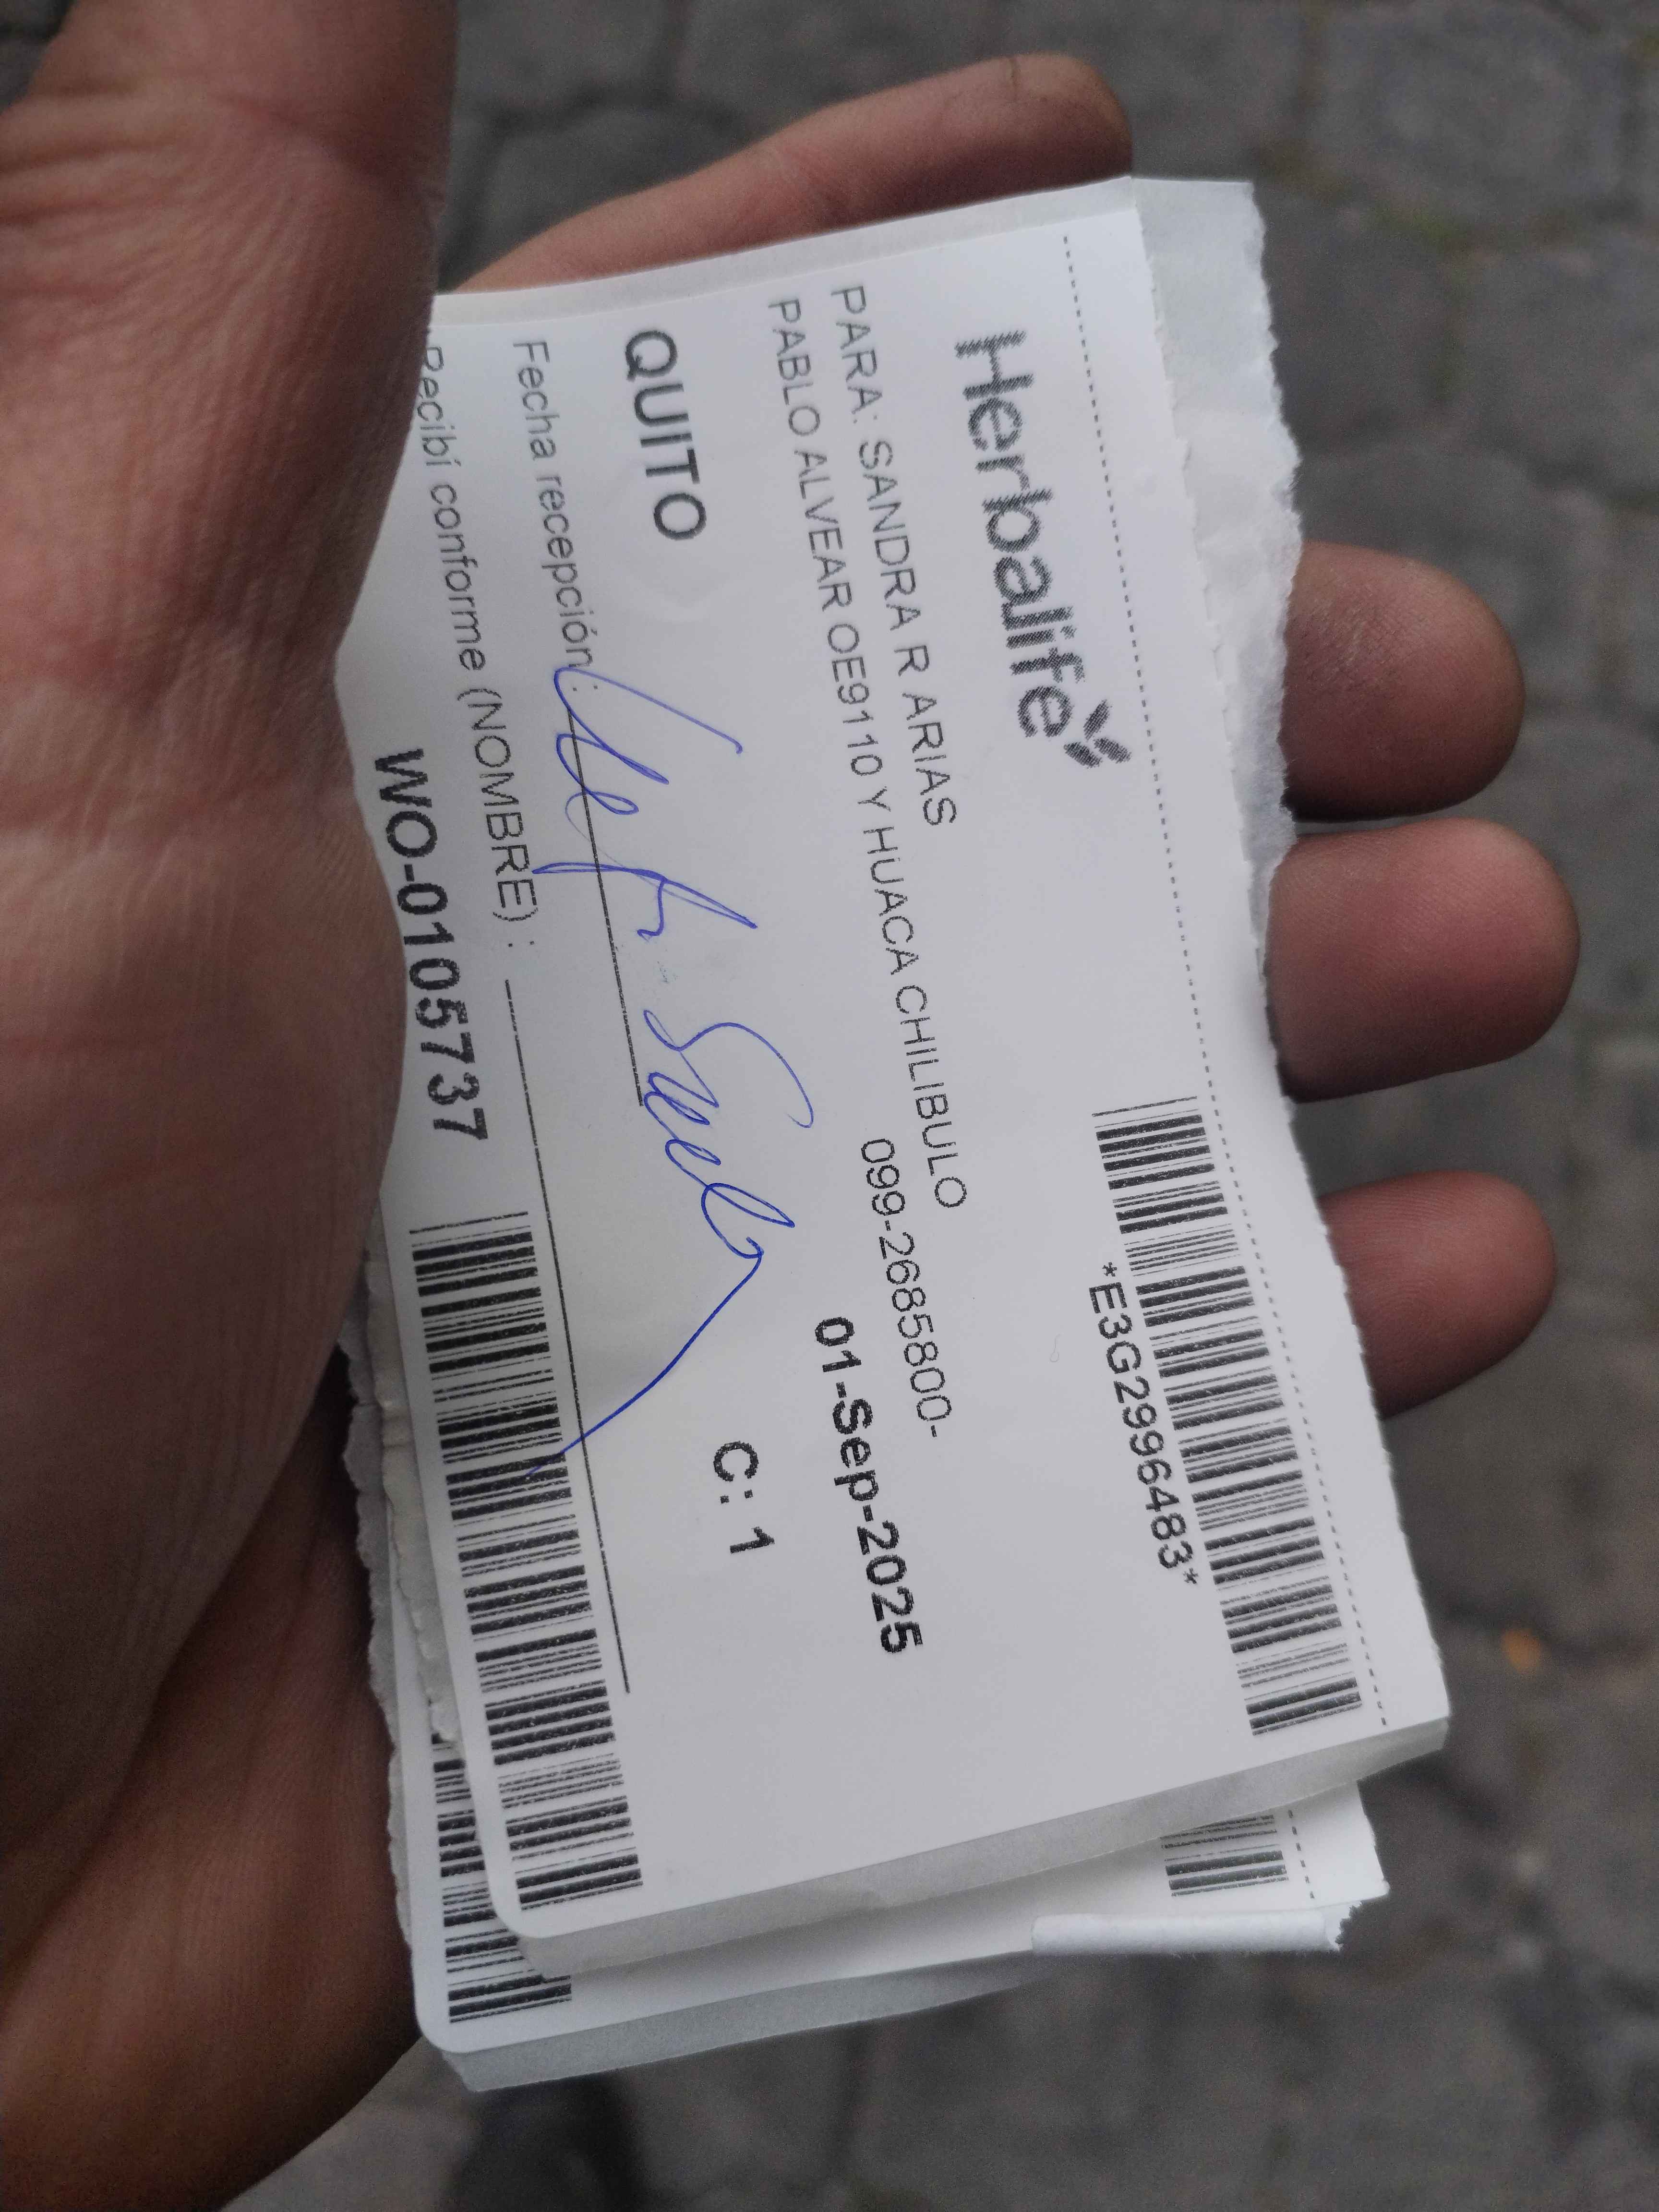 Herbalife
*E3G2996483*
PARA: SANDRA R ARIAS
PABLO ALVEAR OE9110 Y HUACA CHILIBULO
099-2685800-
01-Sep-2025
QUITO
C: 1
Fecha recepción:
Recibí conforme (NOMBRE) :
WO-0105737